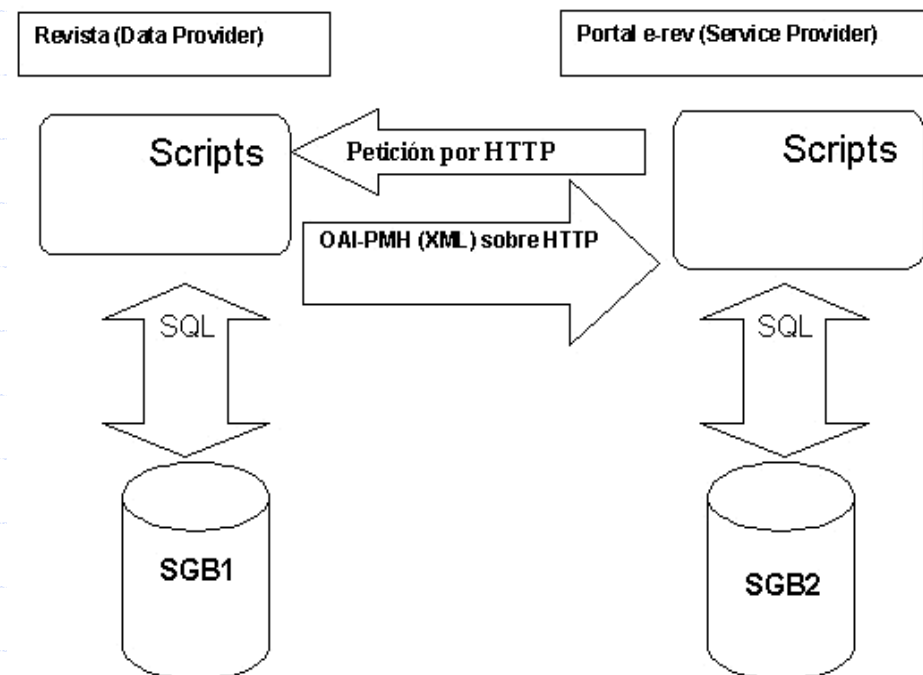 Revista (Data Provider)
Portal e-rev (Service Provider)
Scripts
Petición por HTTP
Scripts
OAI-PMH (XML) sobre HTTP
SQL
SQL
SGB1
SGB2